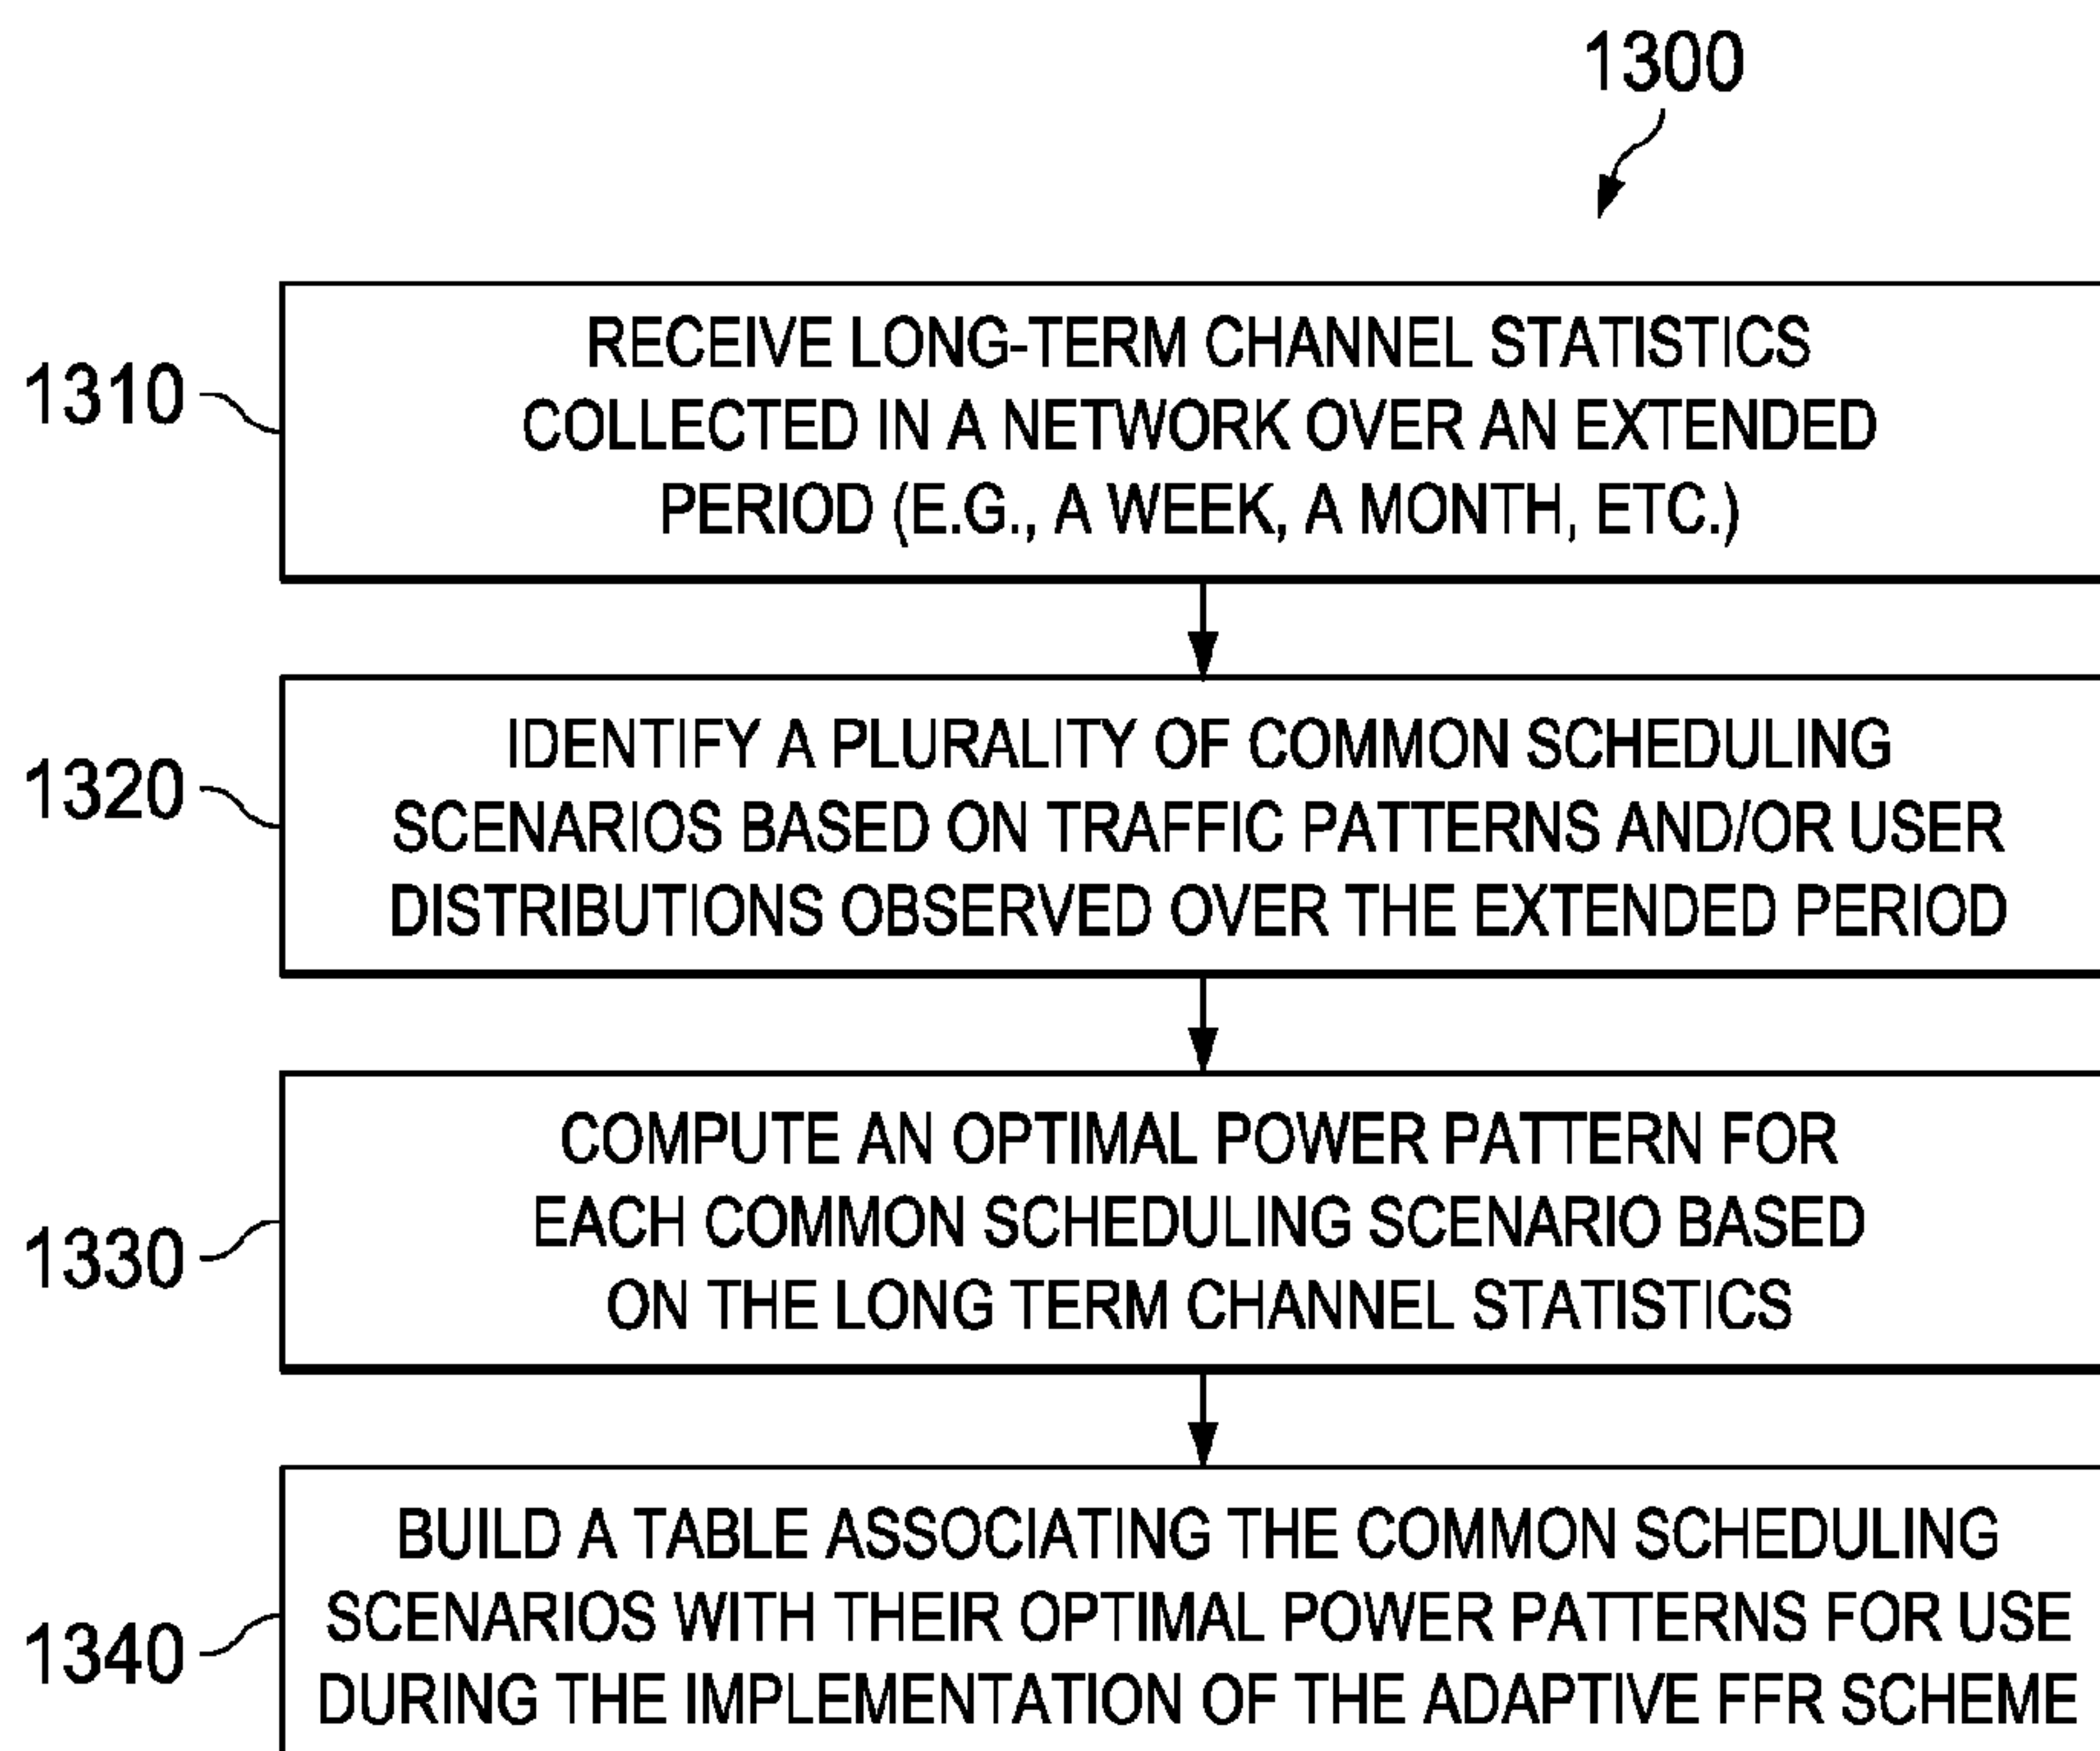 1300
1310
RECEIVE LONG-TERM CHANNEL STATISTICS
COLLECTED IN A NETWORK OVER AN EXTENDED
PERIOD (E.G., A WEEK, A MONTH, ETC.)
1320
IDENTIFY A PLURALITY OF COMMON SCHEDULING
SCENARIOS BASED ON TRAFFIC PATTERNS AND/OR USER
DISTRIBUTIONS OBSERVED OVER THE EXTENDED PERIOD
1330
COMPUTE AN OPTIMAL POWER PATTERN FOR
EACH COMMON SCHEDULING SCENARIO BASED
ON THE LONG TERM CHANNEL STATISTICS
1340
BUILD A TABLE ASSOCIATING THE COMMON SCHEDULING
SCENARIOS WITH THEIR OPTIMAL POWER PATTERNS FOR USE
DURING THE IMPLEMENTATION OF THE ADAPTIVE FFR SCHEME